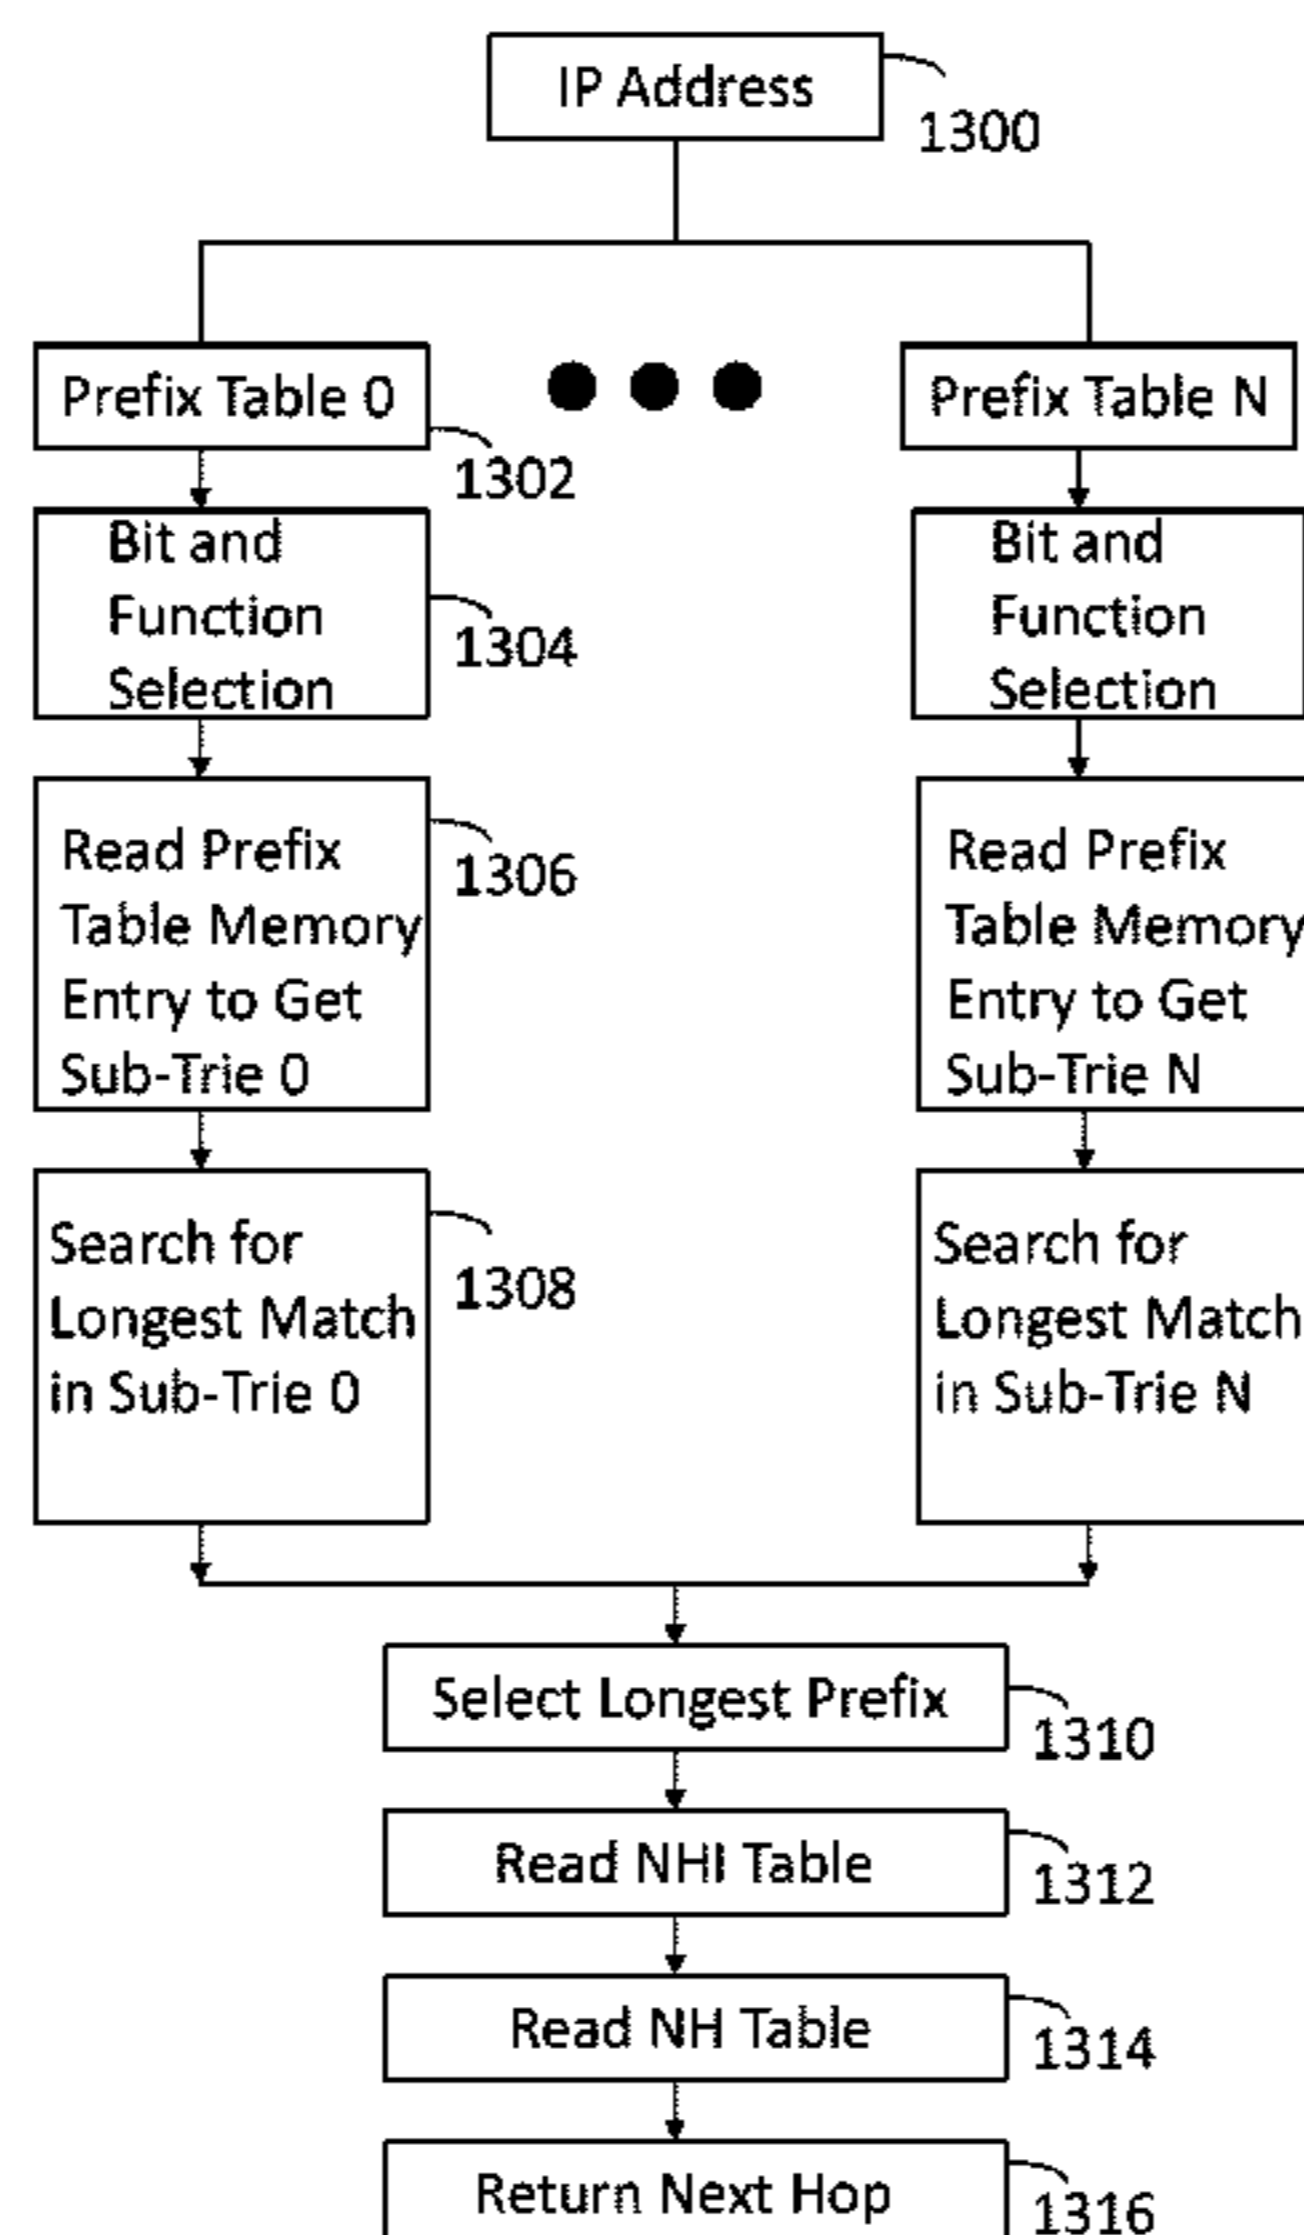 IP Address
1300
Prefix Table 0
Prefix Table N
1302
Bit and
Function
Selection
1304
Bit and
Function
Selection
Read Prefix
Table Memory
Entry to Get
Sub-Trie 0
1306
Read Prefix
Table Memory
Entry to Get
Sub-Trie N
Search for
Longest Match
in Sub-Trie 0
1308
Search for
Longest Match
in Sub-Trie N
Select Longest Prefix
1310
Read NHI Table
1312
Read NH Table
1314
Return Next Hop
1316